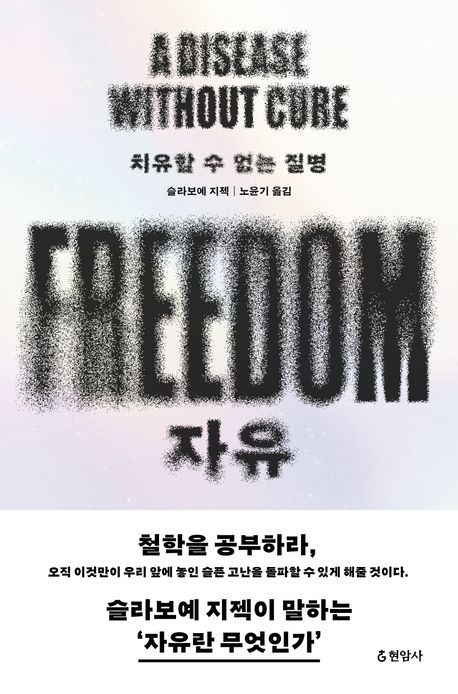 A DISEASE
WITHOUT CURE
치유할 수 없는 질병
슬라보예 지젝 | 노윤기 옮김
FREEDOM
자유
철학을 공부하라,
오직 이것만이 우리 앞에 놓인 슬픈 고난을 돌파할 수 있게 해줄 것이다.
슬라보예 지젝이 말하는
‘자유란 무엇인가’
현암사